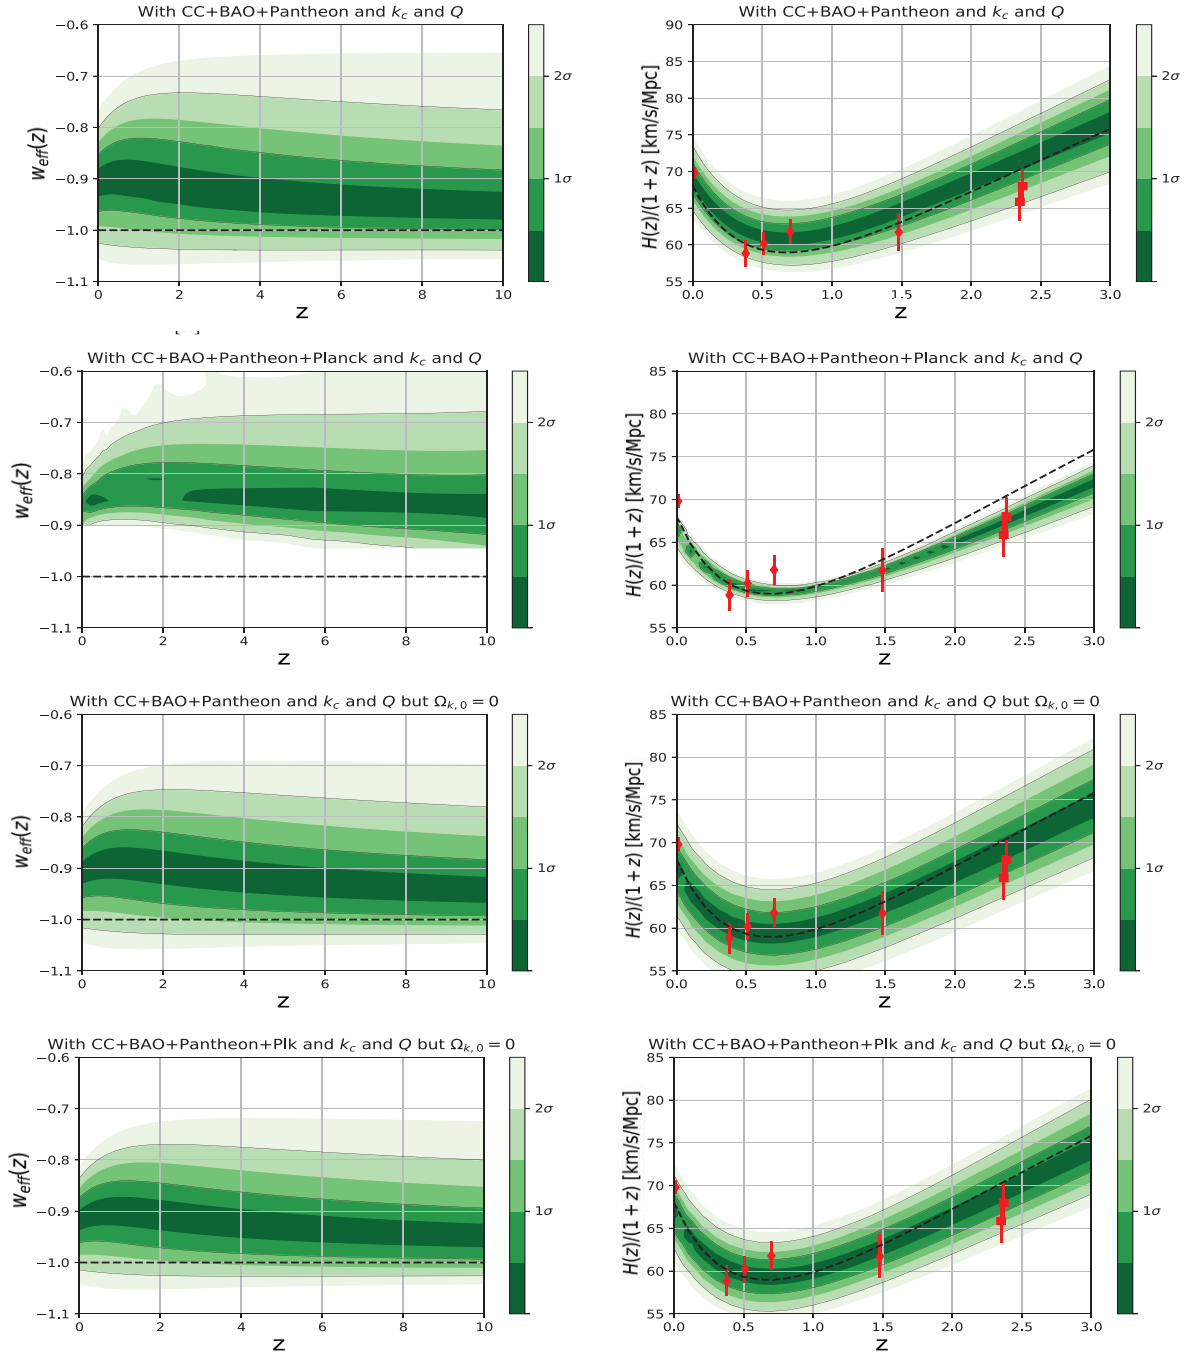 With CC+BAO+Pantheon and k_c and Q
−0.6
−0.7
−0.8
−0.9
−1.0
−1.1
w_eff(z)
0 2 4 6 8 10
z
2σ
1σ
With CC+BAO+Pantheon and k_c and Q
90
85
80
75
70
65
60
55
H(z)/(1 + z) [km/s/Mpc]
0.0 0.5 1.0 1.5 2.0 2.5 3.0
z
2σ
1σ
With CC+BAO+Pantheon+Planck and k_c and Q
−0.6
−0.7
−0.8
−0.9
−1.0
−1.1
w_eff(z)
0 2 4 6 8 10
z
2σ
1σ
With CC+BAO+Pantheon+Planck and k_c and Q
85
80
75
70
65
60
55
H(z)/(1 + z) [km/s/Mpc]
0.0 0.5 1.0 1.5 2.0 2.5 3.0
z
2σ
1σ
With CC+BAO+Pantheon and k_c and Q but Ω_{k,0} = 0
−0.6
−0.7
−0.8
−0.9
−1.0
−1.1
w_eff(z)
0 2 4 6 8 10
z
2σ
1σ
With CC+BAO+Pantheon and k_c and Q but Ω_{k,0} = 0
85
80
75
70
65
60
55
H(z)/(1 + z) [km/s/Mpc]
0.0 0.5 1.0 1.5 2.0 2.5 3.0
z
2σ
1σ
With CC+BAO+Pantheon+Plk and k_c and Q but Ω_{k,0} = 0
−0.6
−0.7
−0.8
−0.9
−1.0
−1.1
w_eff(z)
0 2 4 6 8 10
z
2σ
1σ
With CC+BAO+Pantheon+Plk and k_c and Q but Ω_{k,0} = 0
85
80
75
70
65
60
55
H(z)/(1 + z) [km/s/Mpc]
0.0 0.5 1.0 1.5 2.0 2.5 3.0
z
2σ
1σ